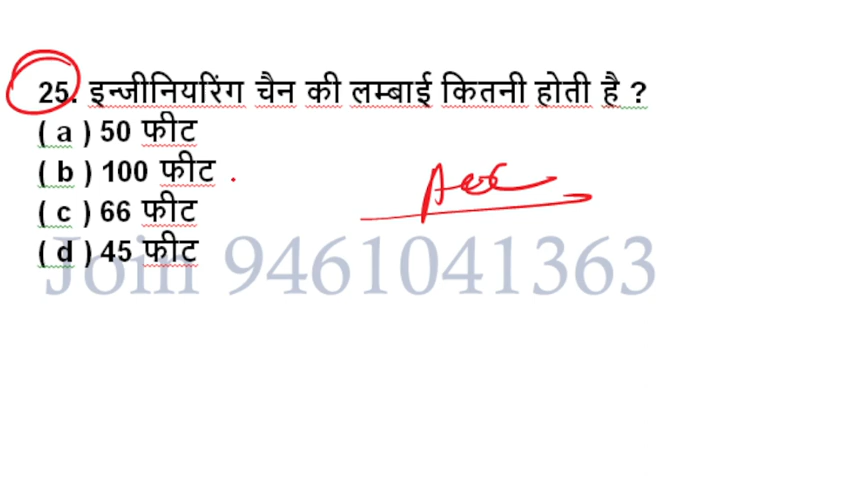 25. इन्जीनियरिंग चैन की लम्बाई कितनी होती है ?
( a ) 50 फीट
( b ) 100 फीट
( c ) 66 फीट
( d ) 45 फीट
Join 9461041363